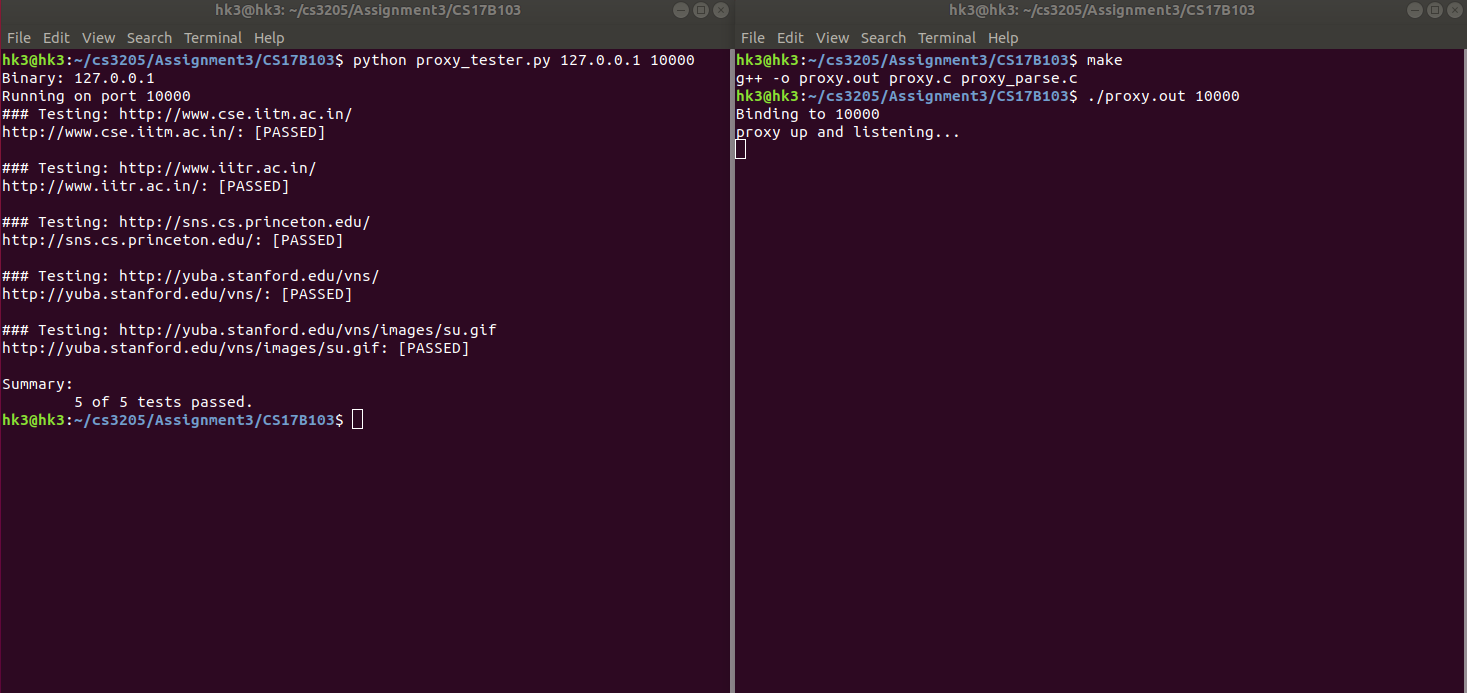 hk3@hk3: ~/cs3205/Assignment3/CS17B103
File Edit View Search Terminal Help
hk3@hk3:~/cs3205/Assignment3/CS17B103$ python proxy_tester.py 127.0.0.1 10000
Binary: 127.0.0.1
Running on port 10000
### Testing: http://www.cse.iitm.ac.in/
http://www.cse.iitm.ac.in/: [PASSED]
### Testing: http://www.iitr.ac.in/
http://www.iitr.ac.in/: [PASSED]
### Testing: http://sns.cs.princeton.edu/
http://sns.cs.princeton.edu/: [PASSED]
### Testing: http://yuba.stanford.edu/vns/
http://yuba.stanford.edu/vns/: [PASSED]
### Testing: http://yuba.stanford.edu/vns/images/su.gif
http://yuba.stanford.edu/vns/images/su.gif: [PASSED]
Summary:
5 of 5 tests passed.
hk3@hk3:~/cs3205/Assignment3/CS17B103$
hk3@hk3: ~/cs3205/Assignment3/CS17B103
File Edit View Search Terminal Help
hk3@hk3:~/cs3205/Assignment3/CS17B103$ make
g++ -o proxy.out proxy.c proxy_parse.c
hk3@hk3:~/cs3205/Assignment3/CS17B103$ ./proxy.out 10000
Binding to 10000
proxy up and listening...